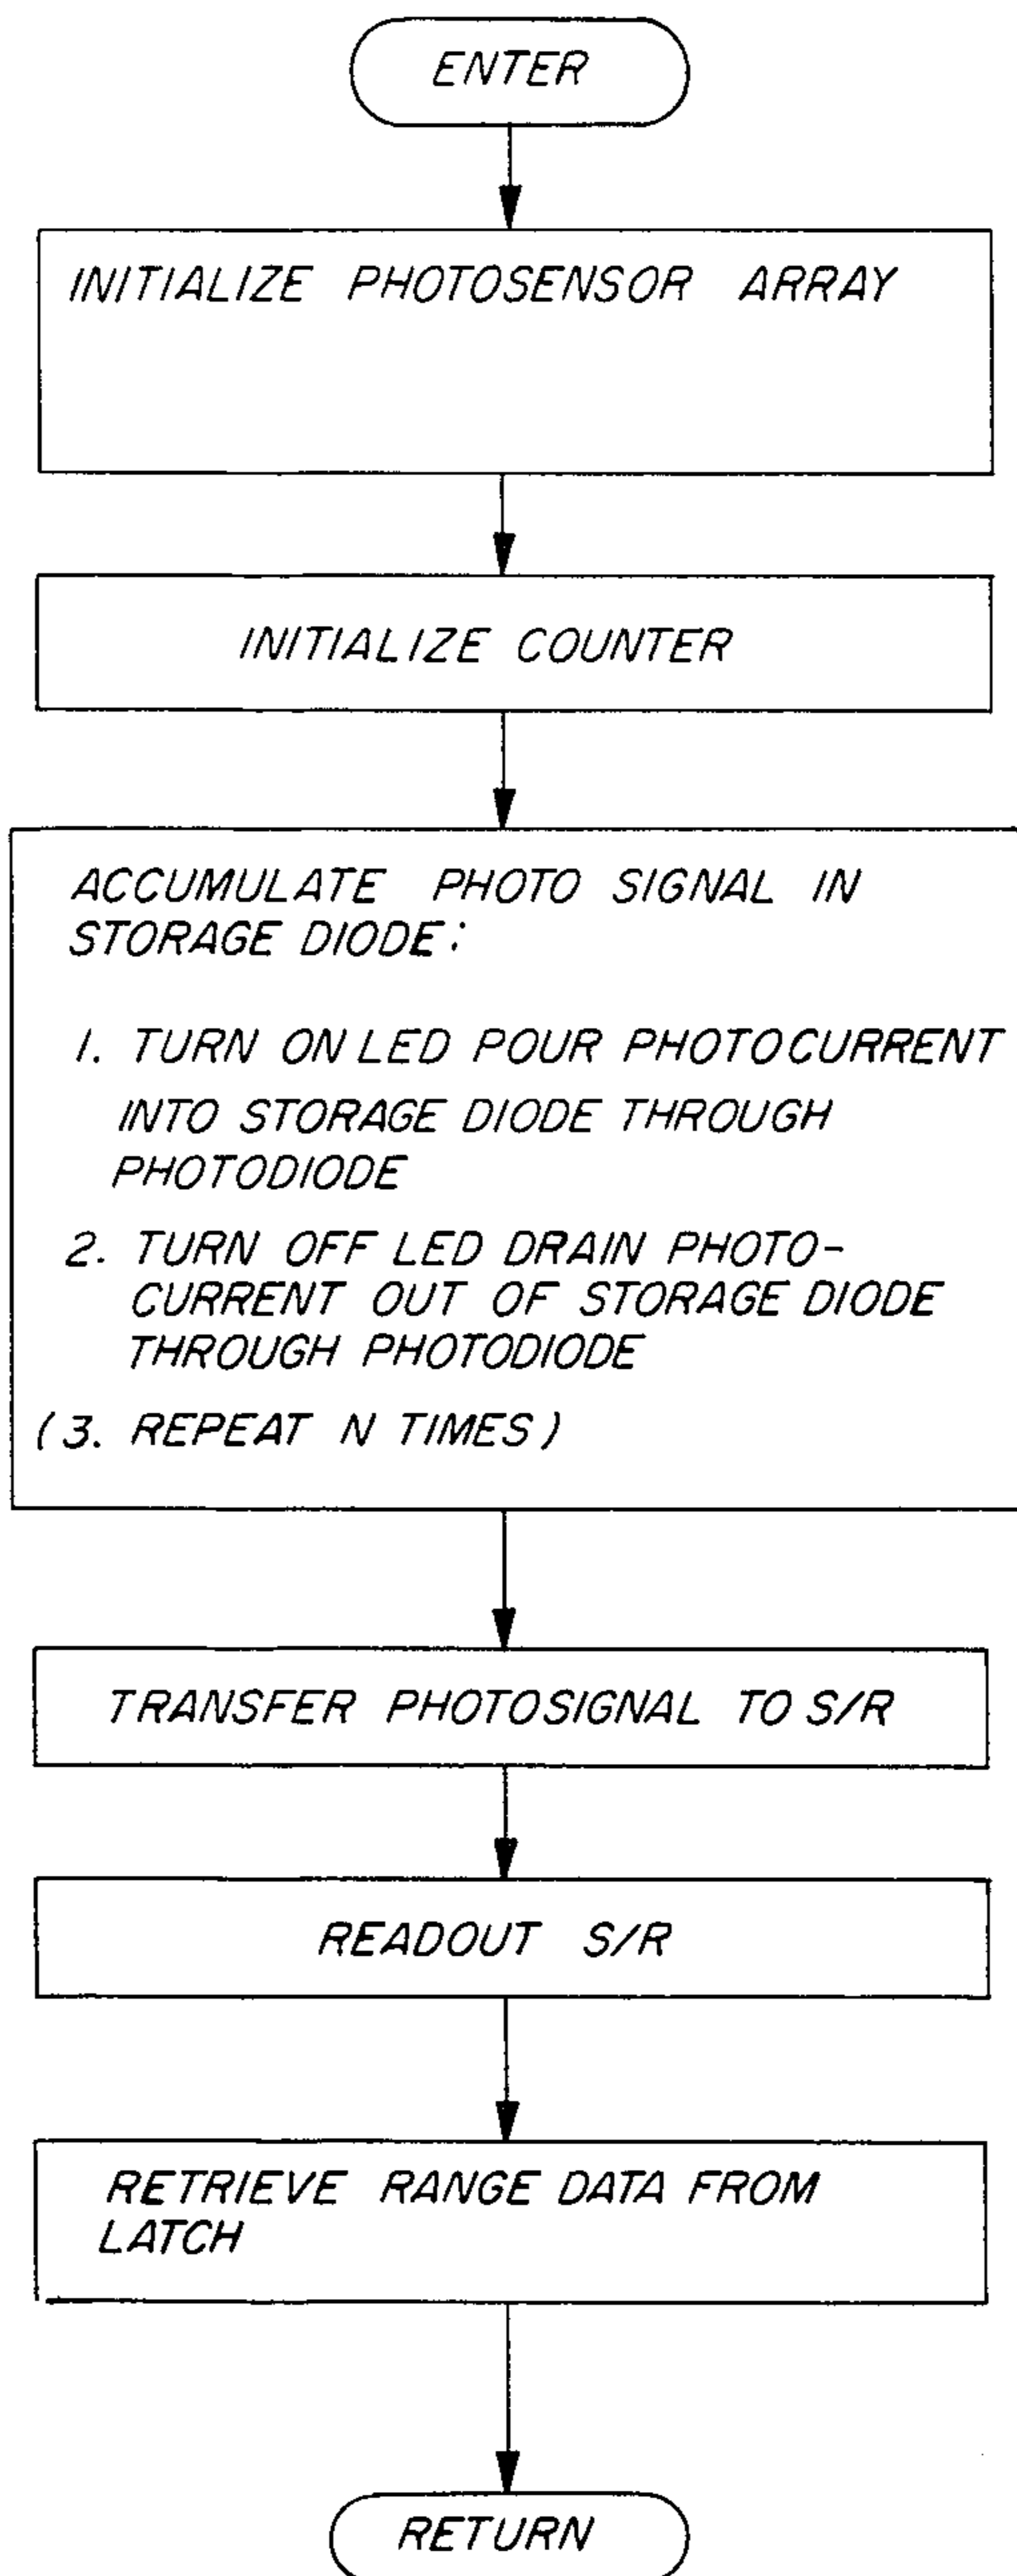 ENTER
INITIALIZE PHOTOSENSOR ARRAY
INITIALIZE COUNTER
ACCUMULATE PHOTO SIGNAL IN
STORAGE DIODE:
1. TURN ON LED POUR PHOTOCURRENT
INTO STORAGE DIODE THROUGH
PHOTODIODE
2. TURN OFF LED DRAIN PHOTO-
CURRENT OUT OF STORAGE DIODE
THROUGH PHOTODIODE
(3. REPEAT N TIMES)
TRANSFER PHOTOSIGNAL TO S/R
READOUT S/R
RETRIEVE RANGE DATA FROM
LATCH
RETURN